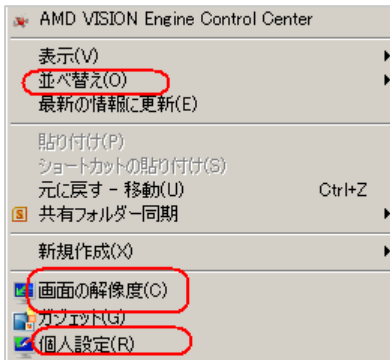 AMD VISION Engine Control Center
表示(V)
並べ替え(O)
最新の情報に更新(E)
貼り付け(P)
ショートカットの貼り付け(S)
元に戻す - 移動(U) Ctrl+Z
共有フォルダー同期
新規作成(X)
画面の解像度(C)
ガジェット(G)
個人設定(R)